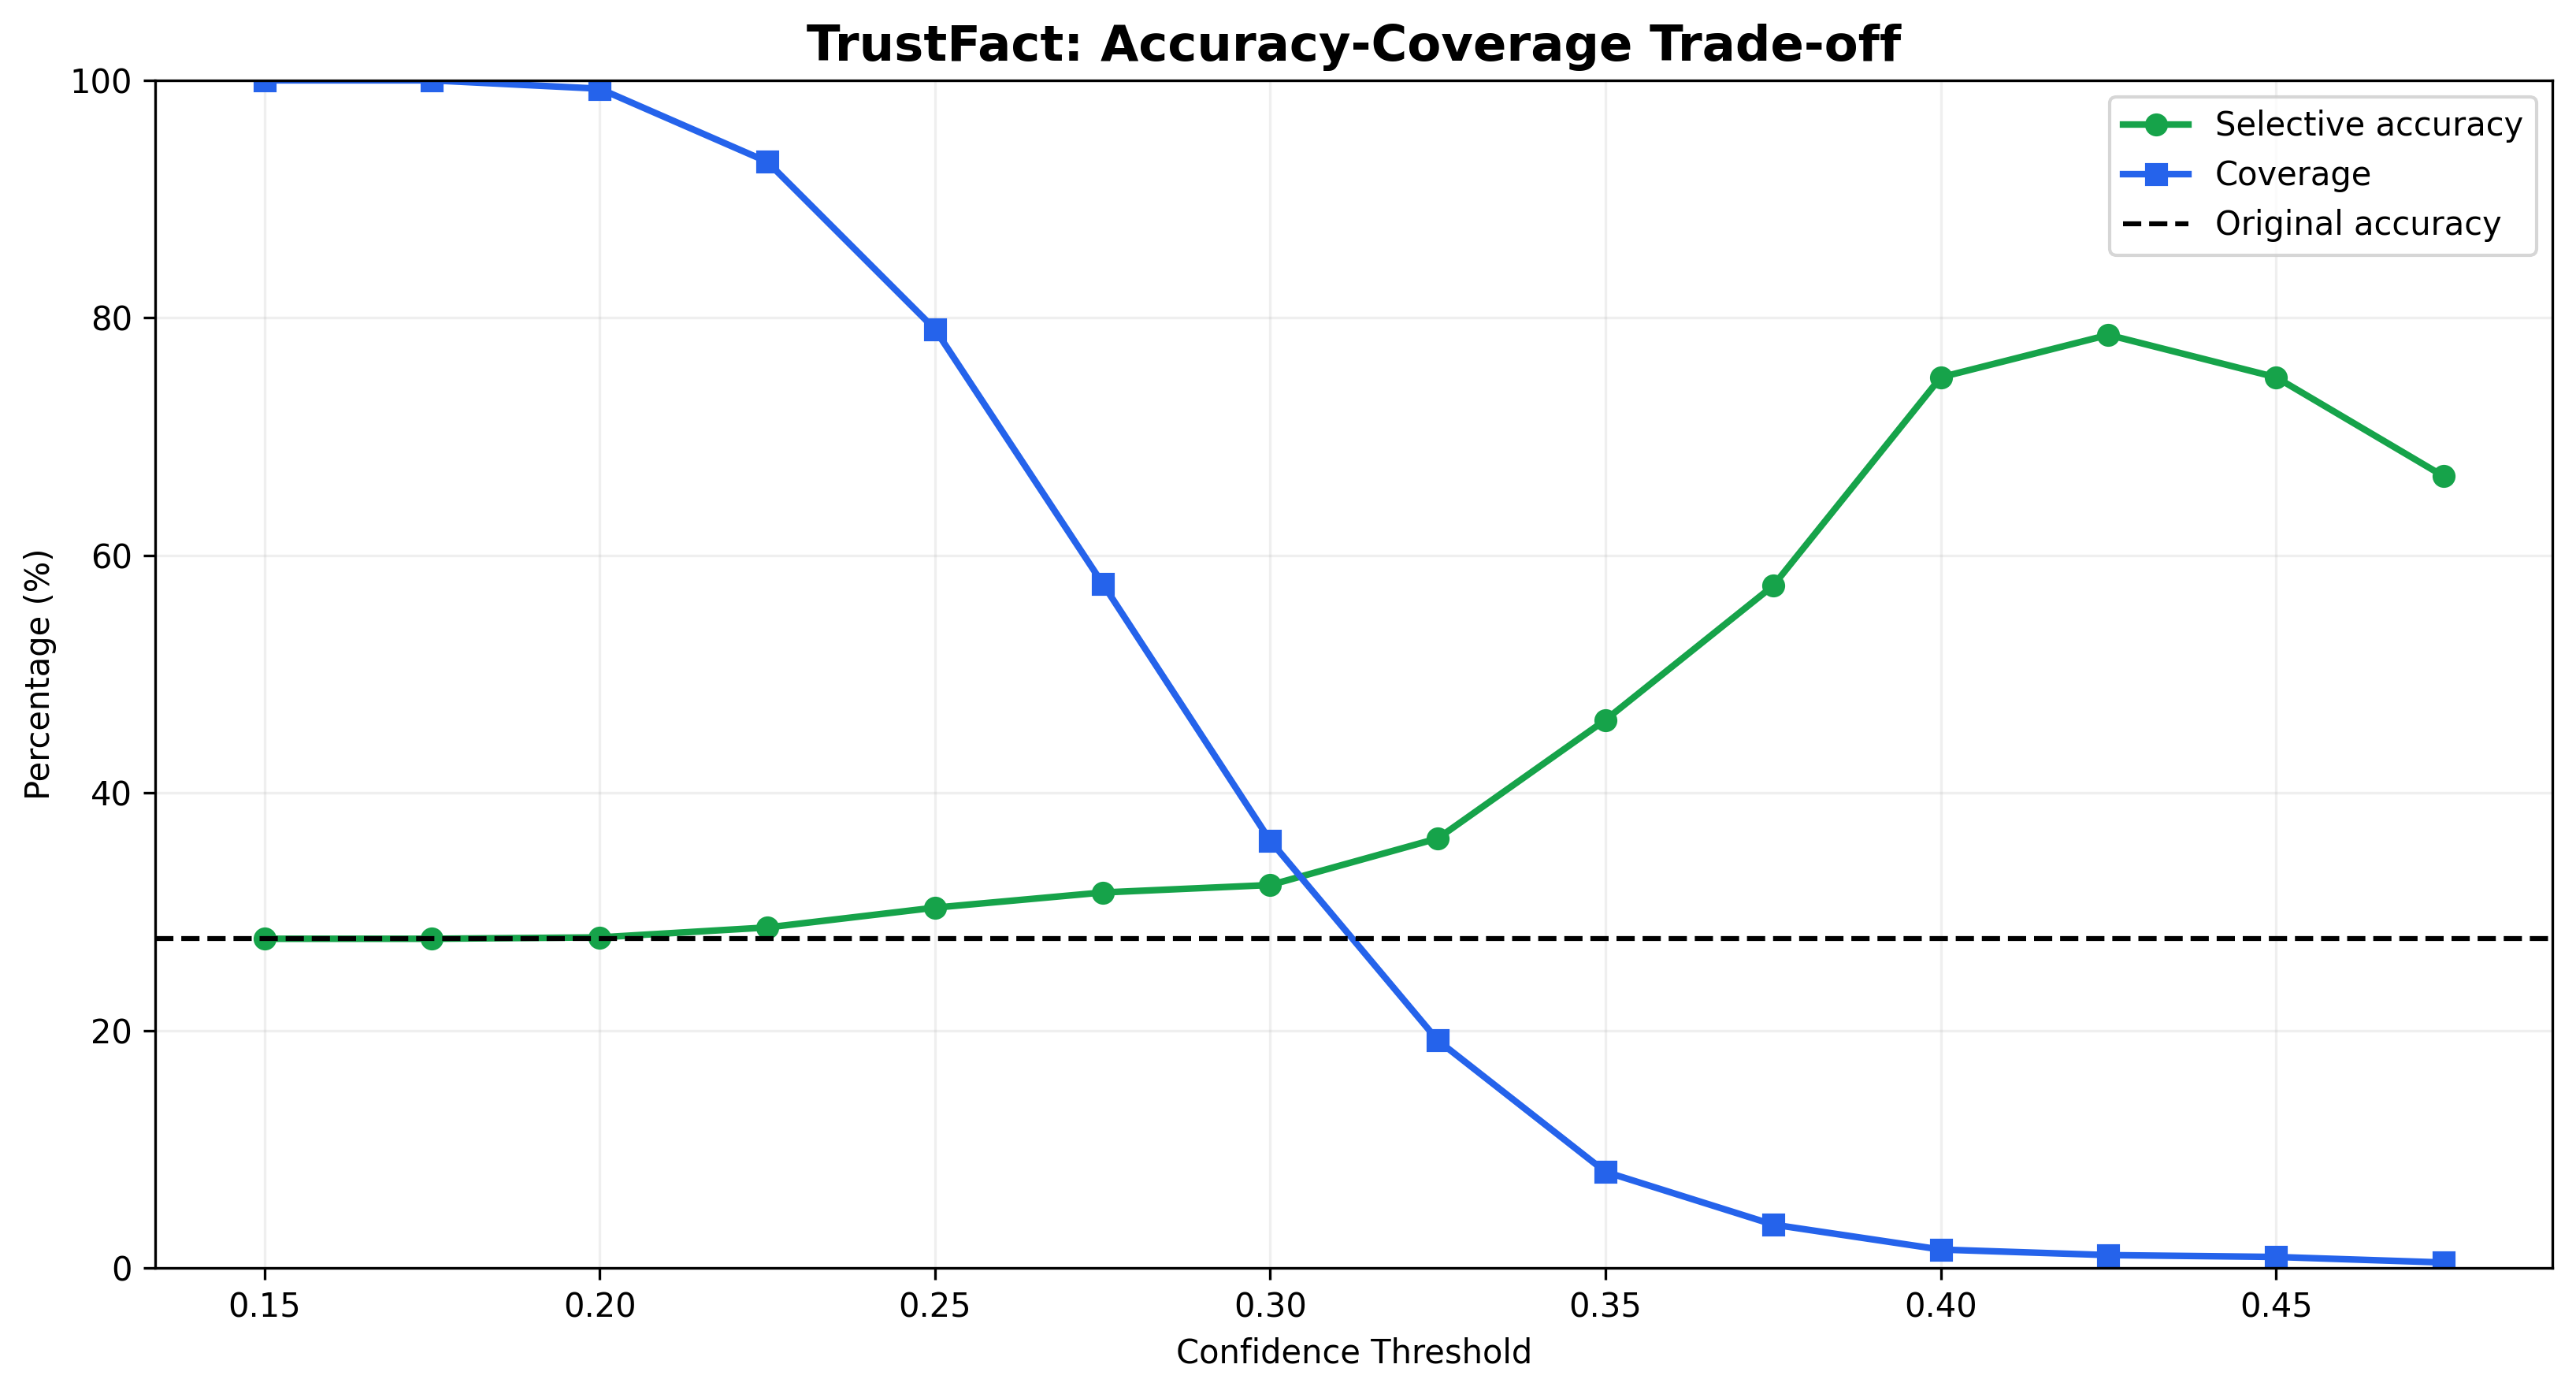 TrustFact: Accuracy-Coverage Trade-off
100
80
60
40
20
0
Percentage (%)
Selective accuracy
Coverage
Original accuracy
0.15 0.20 0.25 0.30 0.35 0.40 0.45
Confidence Threshold